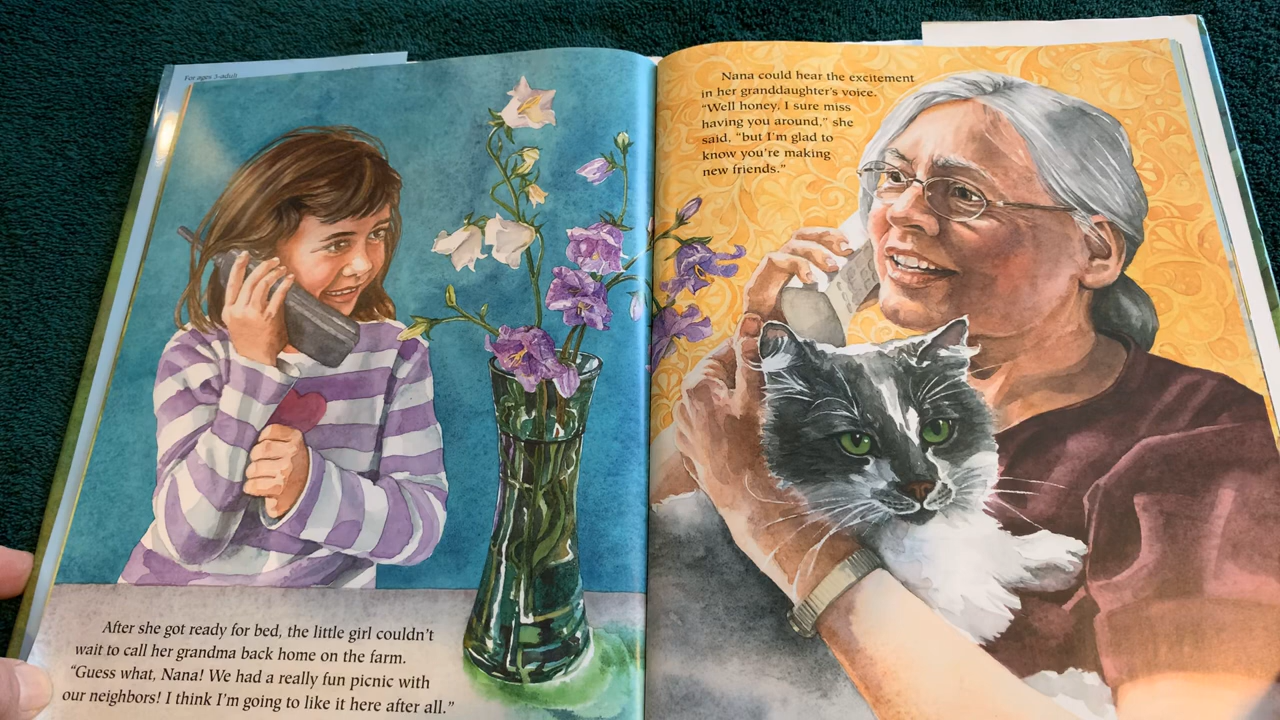 For ages 3-adult
After she got ready for bed, the little girl couldn't
wait to call her grandma back home on the farm.
"Guess what, Nana! We had a really fun picnic with
our neighbors! I think I'm going to like it here after all."
Nana could hear the excitement
in her granddaughter's voice.
"Well honey, I sure miss
having you around," she
said, "but I'm glad to
know you're making
new friends."